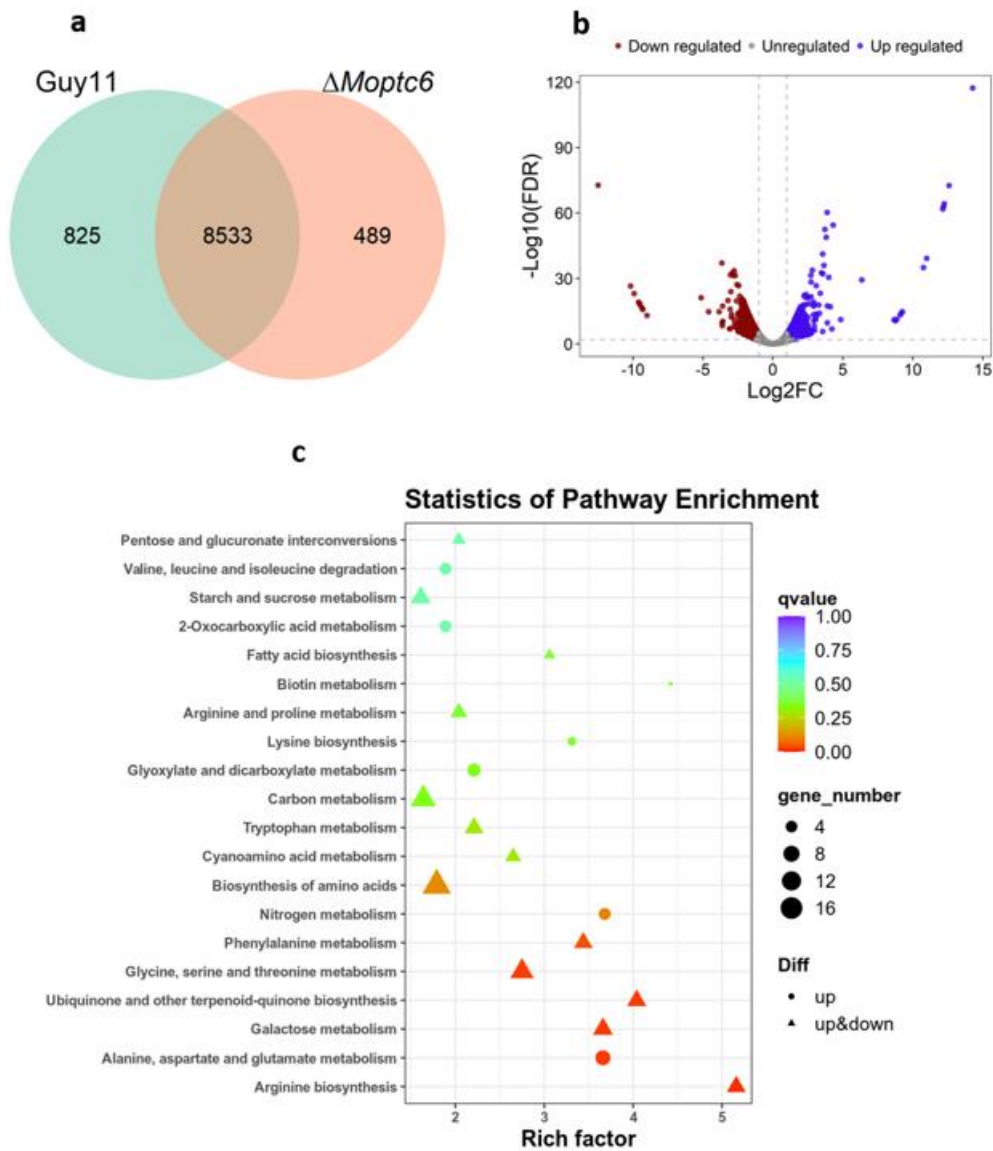 a
Guy11
ΔMoptc6
825
8533
489
b
Down regulated Unregulated Up regulated
120
90
60
30
0
-Log10(FDR)
-10 -5 0 5 10 15
Log2FC
c
Statistics of Pathway Enrichment
Pentose and glucuronate interconversions
Valine, leucine and isoleucine degradation
Starch and sucrose metabolism
2-Oxocarboxylic acid metabolism
Fatty acid biosynthesis
Biotin metabolism
Arginine and proline metabolism
Lysine biosynthesis
Glyoxylate and dicarboxylate metabolism
Carbon metabolism
Tryptophan metabolism
Cyanoamino acid metabolism
Biosynthesis of amino acids
Nitrogen metabolism
Phenylalanine metabolism
Glycine, serine and threonine metabolism
Ubiquinone and other terpenoid-quinone biosynthesis
Galactose metabolism
Alanine, aspartate and glutamate metabolism
Arginine biosynthesis
2 3 4 5
Rich factor
qvalue
1.00
0.75
0.50
0.25
0.00
gene_number
4
8
12
16
Diff
up
up&down